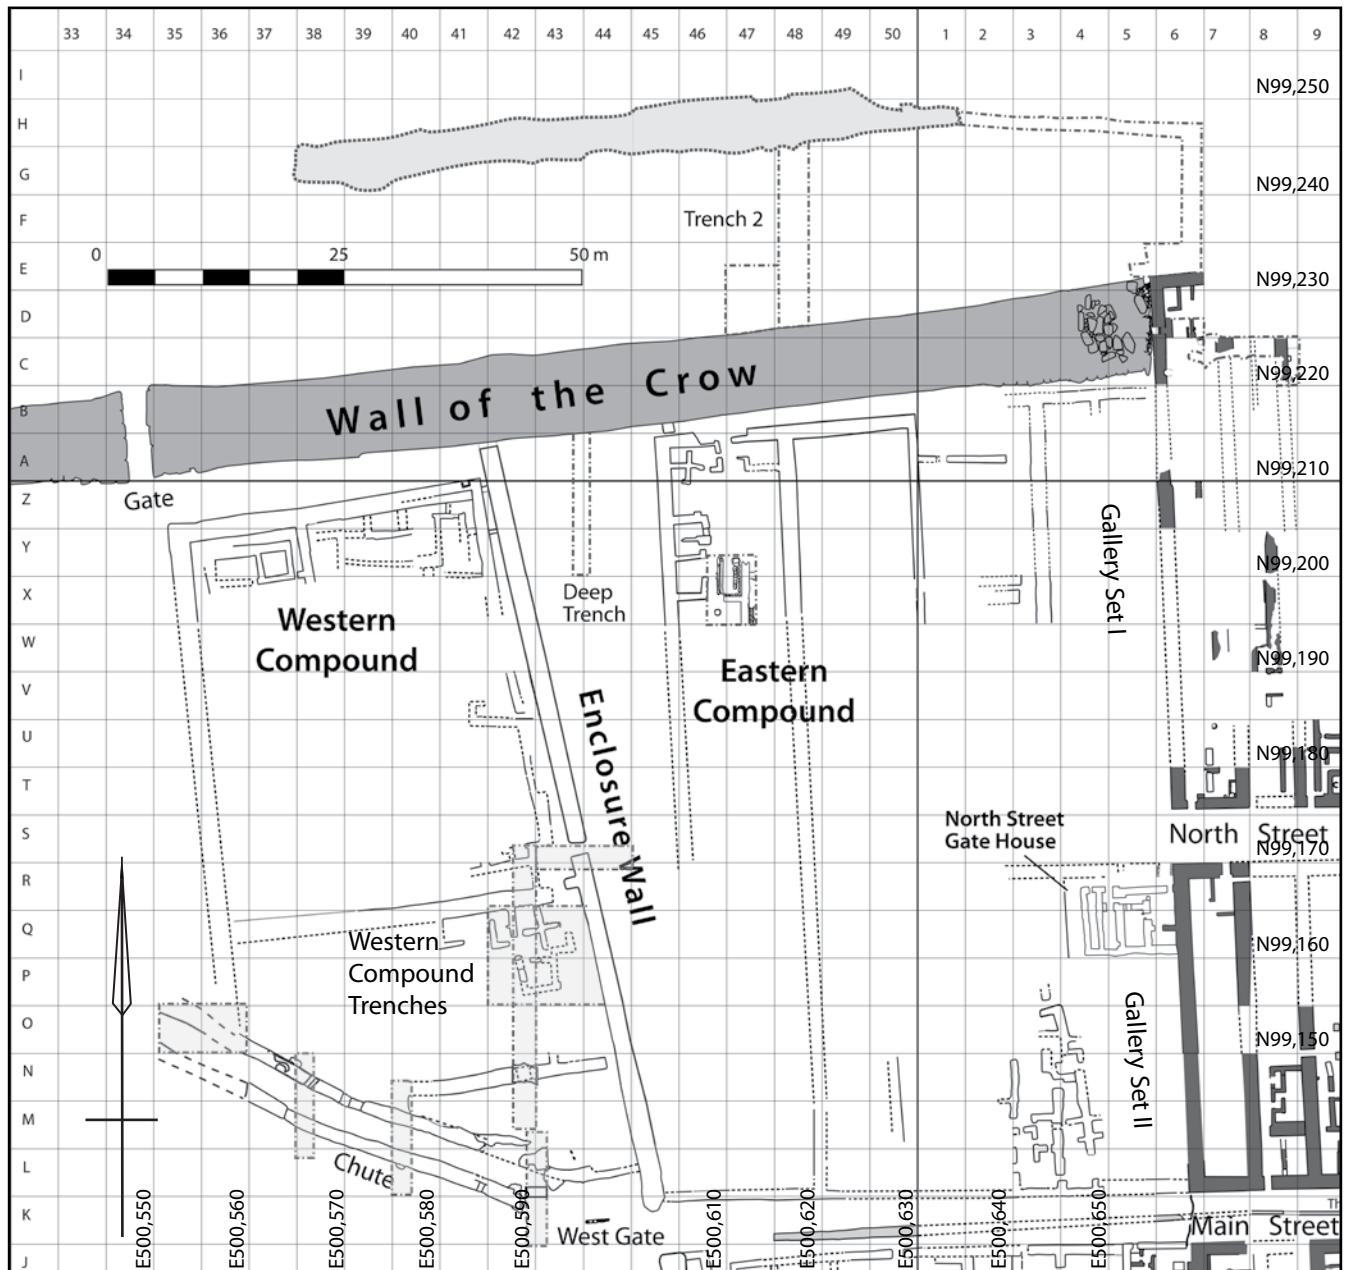 33 34 35 36 37 38 39 40 41 42 43 44 45 46 47 48 49 50 1 2 3 4 5 6 7 8 9
I
N99,250
H
G
N99,240
F
Trench 2
0 25 50 m
E
N99,230
D
C
N99,220
Wall of the Crow
B
A
N99,210
Gate
Z
Y
N99,200
Gallery Set I
Deep
Trench
X
Western
Compound
W
N99,190
Eastern
Compound
V
Enclosure Wall
U
N99,180
T
North Street
Gate House
S
North Street
N99,170
R
Q
Western
Compound
Trenches
N99,160
P
O
Gallery Set II
N99,150
N
M
L
Chute
K
West Gate
Main Street
Th
J
E500,550
E500,560
E500,570
E500,580
E500,590
E500,610
E500,620
E500,630
E500,640
E500,650